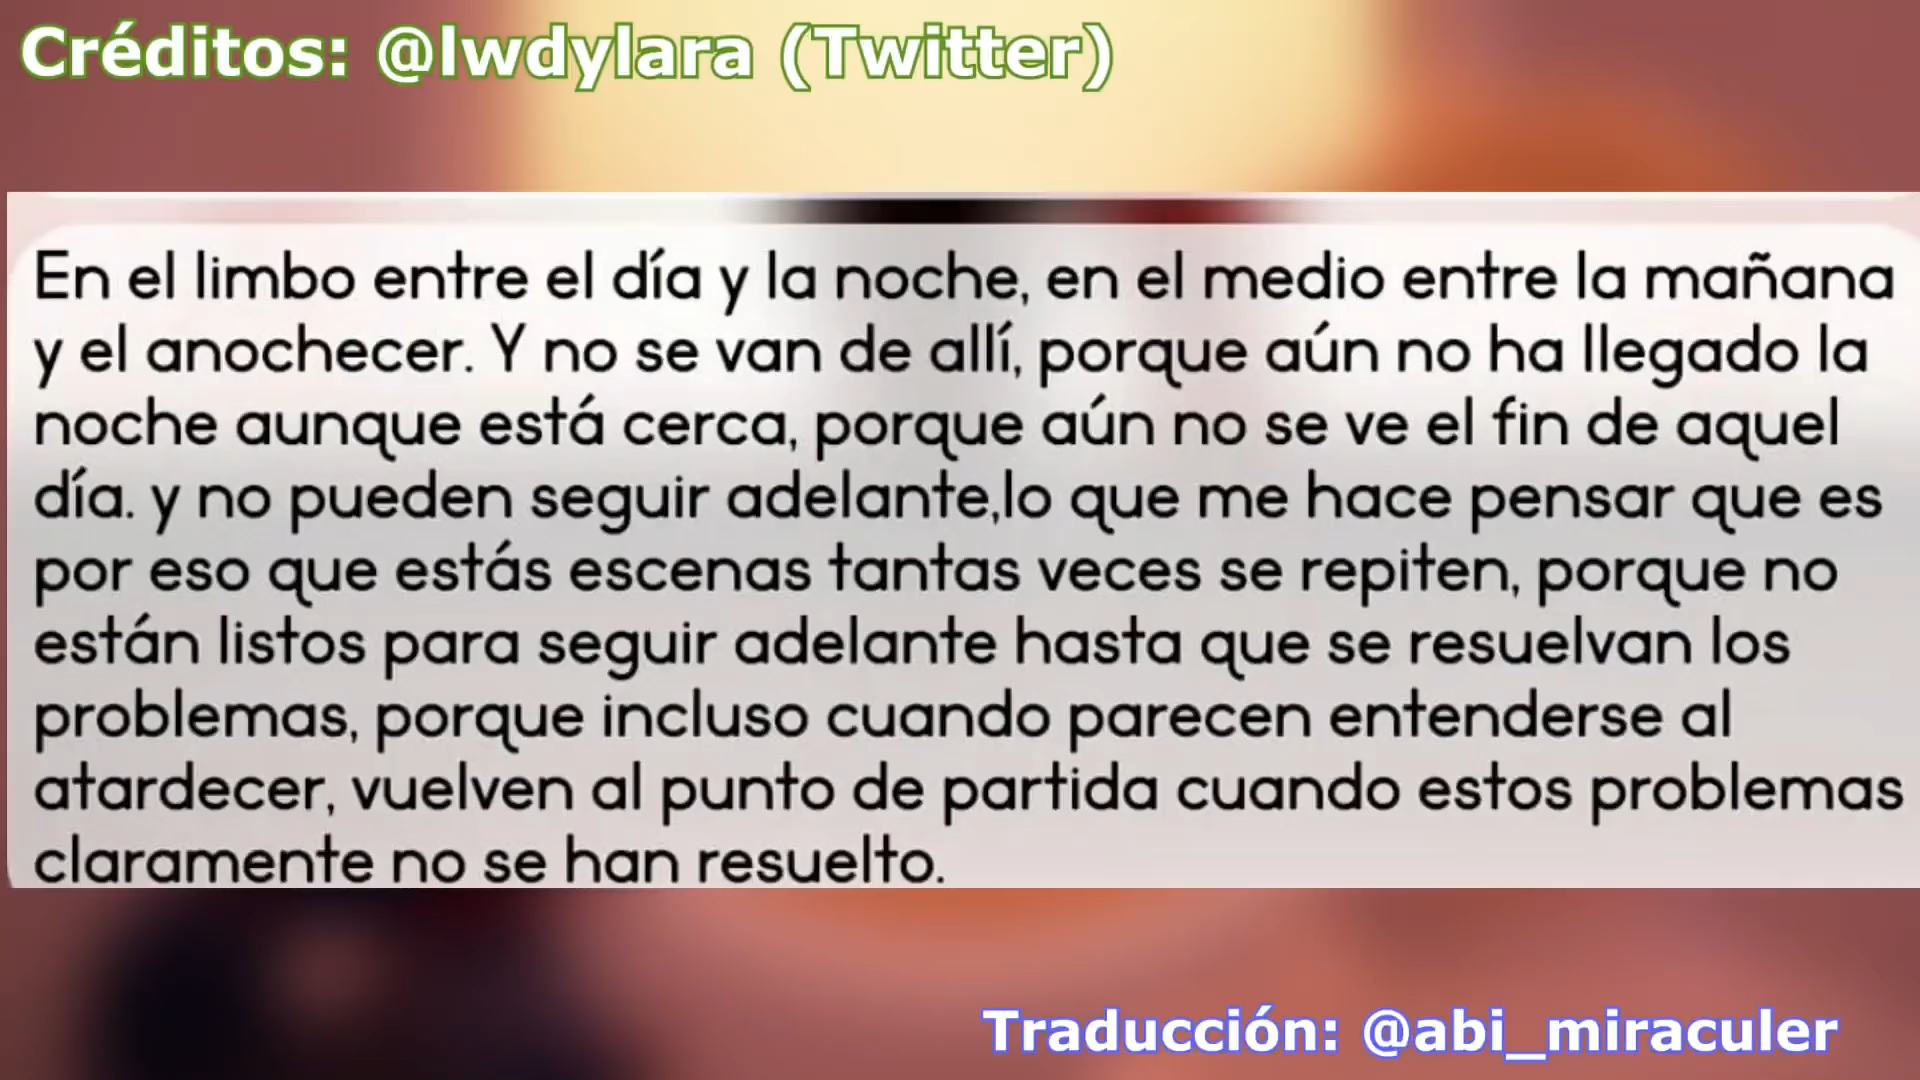 Créditos: @lwdylara (Twitter)
En el limbo entre el día y la noche, en el medio entre la mañana
y el anochecer. Y no se van de allí, porque aún no ha llegado la
noche aunque está cerca, porque aún no se ve el fin de aquel
día. y no pueden seguir adelante,lo que me hace pensar que es
por eso que estás escenas tantas veces se repiten, porque no
están listos para seguir adelante hasta que se resuelvan los
problemas, porque incluso cuando parecen entenderse al
atardecer, vuelven al punto de partida cuando estos problemas
claramente no se han resuelto.
Traducción: @abi_miraculer